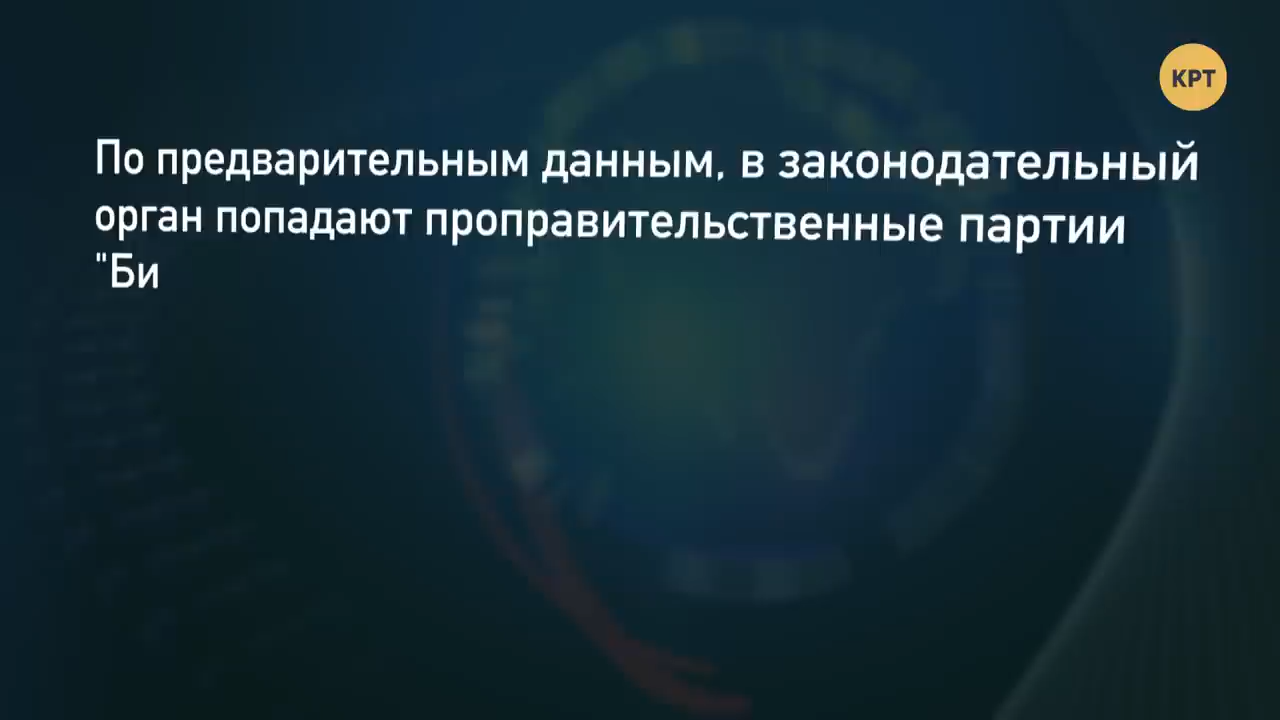 КРТ
По предварительным данным, в законодательный
орган попадают проправительственные партии
"Би